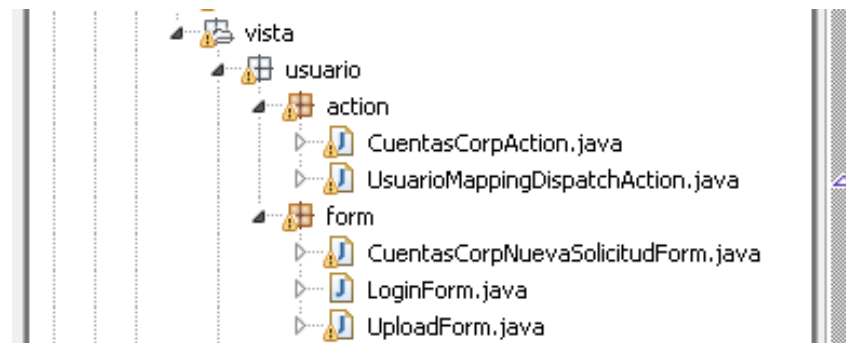 vista
usuario
action
CuentasCorpAction.java
UsuarioMappingDispatchAction.java
form
CuentasCorpNuevaSolicitudForm.java
LoginForm.java
UploadForm.java